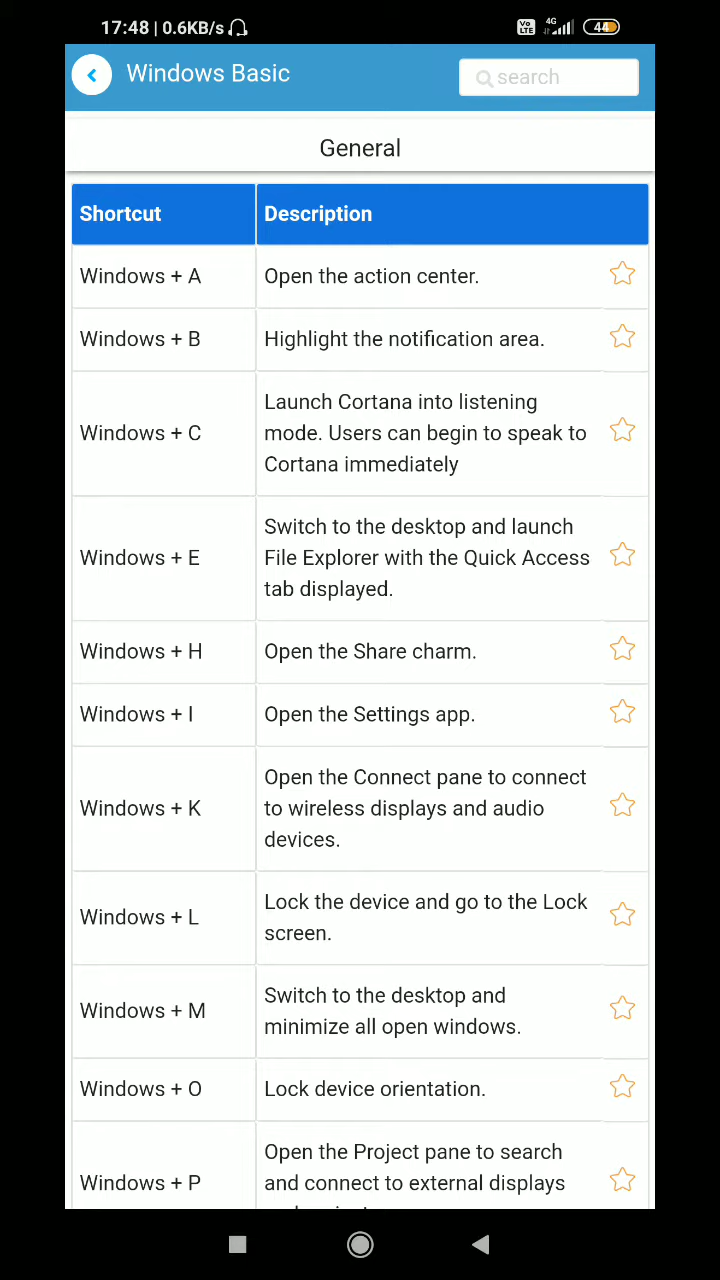 17:48 | 0.6KB/s
Vo LTE 4G 44
Windows Basic
search
General
Shortcut Description
Windows + A Open the action center.
Windows + B Highlight the notification area.
Launch Cortana into listening
Windows + C mode. Users can begin to speak to
Cortana immediately
Switch to the desktop and launch
Windows + E File Explorer with the Quick Access
tab displayed.
Windows + H Open the Share charm.
Windows + I Open the Settings app.
Open the Connect pane to connect
Windows + K to wireless displays and audio
devices.
Windows + L Lock the device and go to the Lock
screen.
Windows + M Switch to the desktop and
minimize all open windows.
Windows + O Lock device orientation.
Open the Project pane to search
Windows + P and connect to external displays